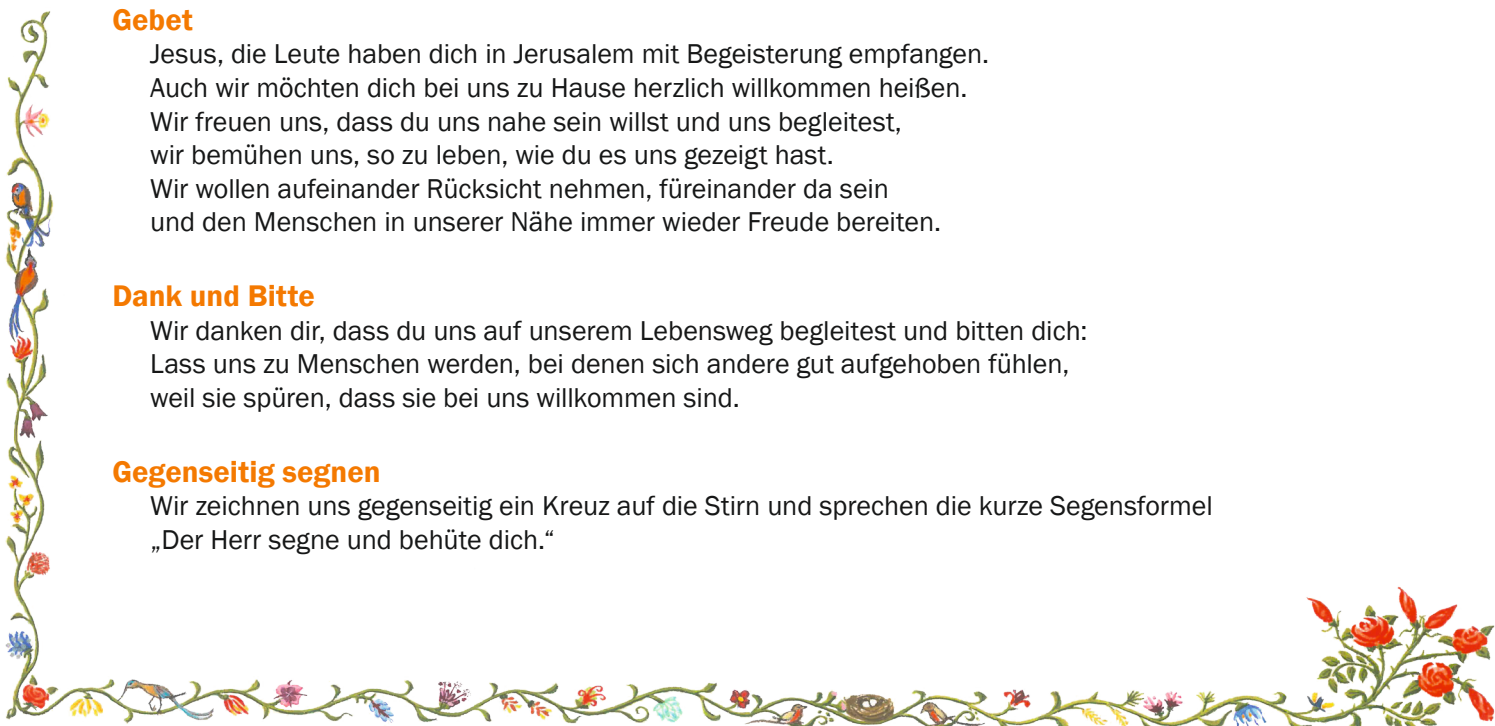 Gebet
Jesus, die Leute haben dich in Jerusalem mit Begeisterung empfangen.
Auch wir möchten dich bei uns zu Hause herzlich willkommen heißen.
Wir freuen uns, dass du uns nahe sein willst und uns begleitest,
wir bemühen uns, so zu leben, wie du es uns gezeigt hast.
Wir wollen aufeinander Rücksicht nehmen, füreinander da sein
und den Menschen in unserer Nähe immer wieder Freude bereiten.
Dank und Bitte
Wir danken dir, dass du uns auf unserem Lebensweg begleitest und bitten dich:
Lass uns zu Menschen werden, bei denen sich andere gut aufgehoben fühlen,
weil sie spüren, dass sie bei uns willkommen sind.
Gegenseitig segnen
Wir zeichnen uns gegenseitig ein Kreuz auf die Stirn und sprechen die kurze Segensformel
„Der Herr segne und behüte dich.“